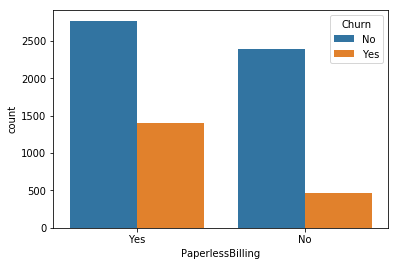 Churn
No
Yes
2500
2000
1500
1000
500
0
count
Yes
No
PaperlessBilling